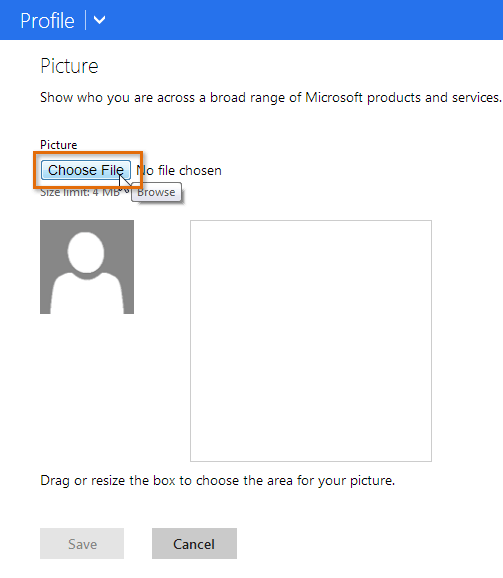 Profile
Picture
Show who you are across a broad range of Microsoft products and services.
Picture
Choose File No file chosen
Size limit: 4 MB
Browse
Drag or resize the box to choose the area for your picture.
Save Cancel